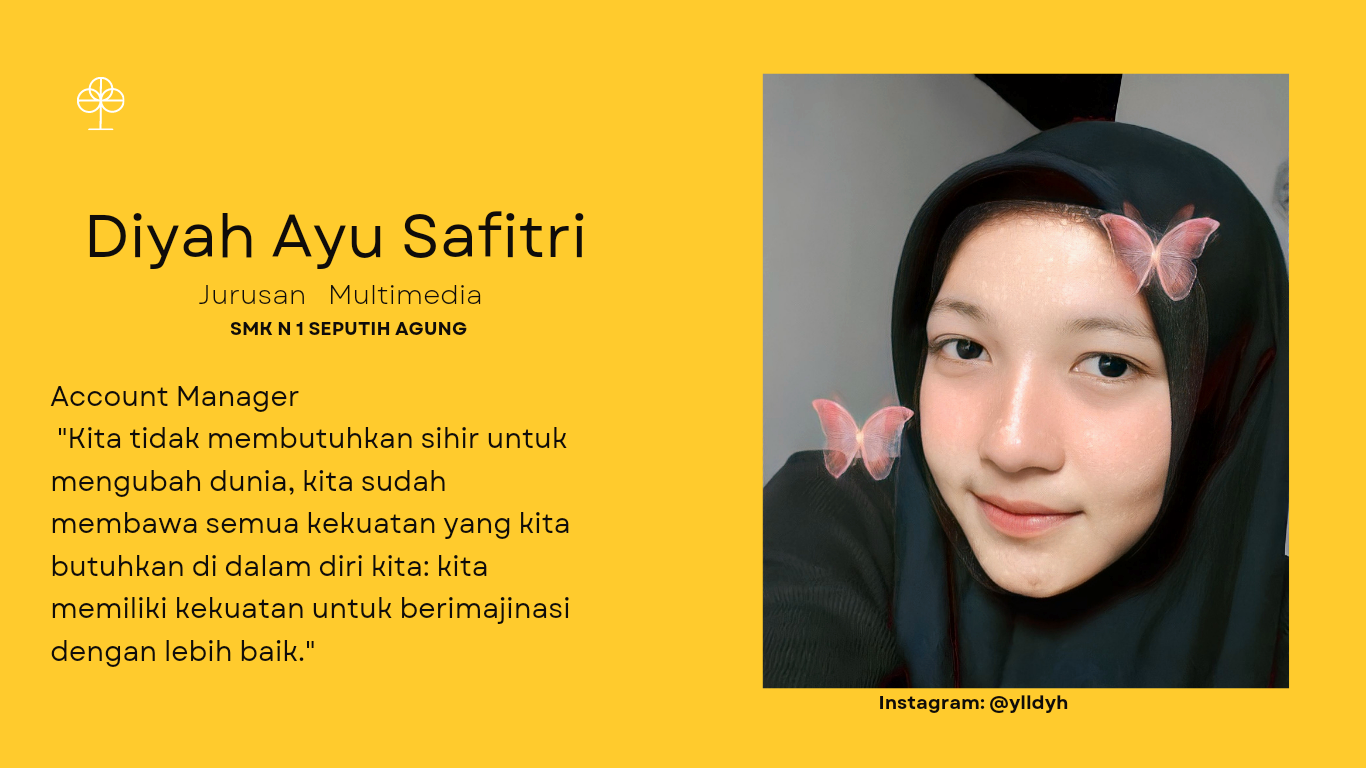 Diyah Ayu Safitri
Jurusan Multimedia
SMK N 1 SEPUTIH AGUNG
Account Manager
"Kita tidak membutuhkan sihir untuk
mengubah dunia, kita sudah
membawa semua kekuatan yang kita
butuhkan di dalam diri kita: kita
memiliki kekuatan untuk berimajinasi
dengan lebih baik."
Instagram: @ylldyh